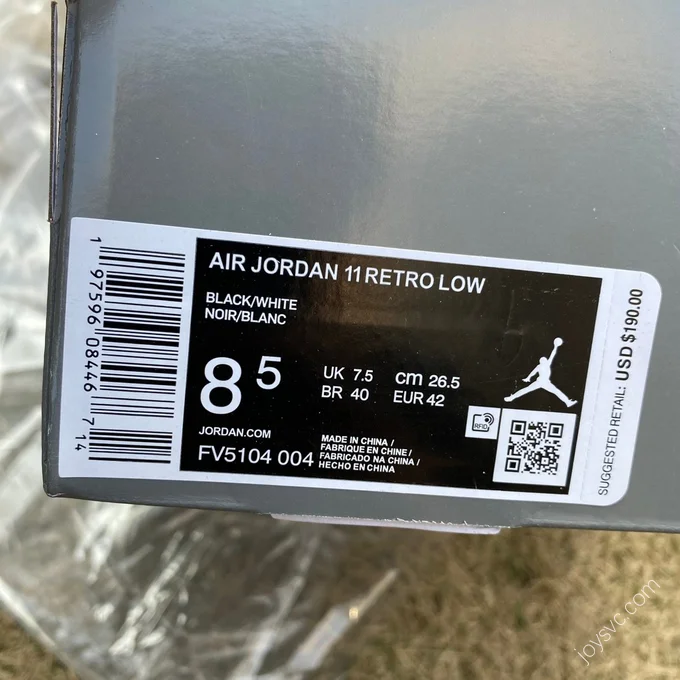 AIR JORDAN 11 RETRO LOW
BLACK/WHITE
NOIR/BLANC
8 5
UK 7.5 cm 26.5
BR 40 EUR 42
JORDAN.COM
FV5104 004
MADE IN CHINA /
FABRIQUE EN CHINE /
FABRICADO NA CHINA /
HECHO EN CHINA
RFID
1 97596 08446 714
SUGGESTED RETAIL: USD $190.00
joysvc.com